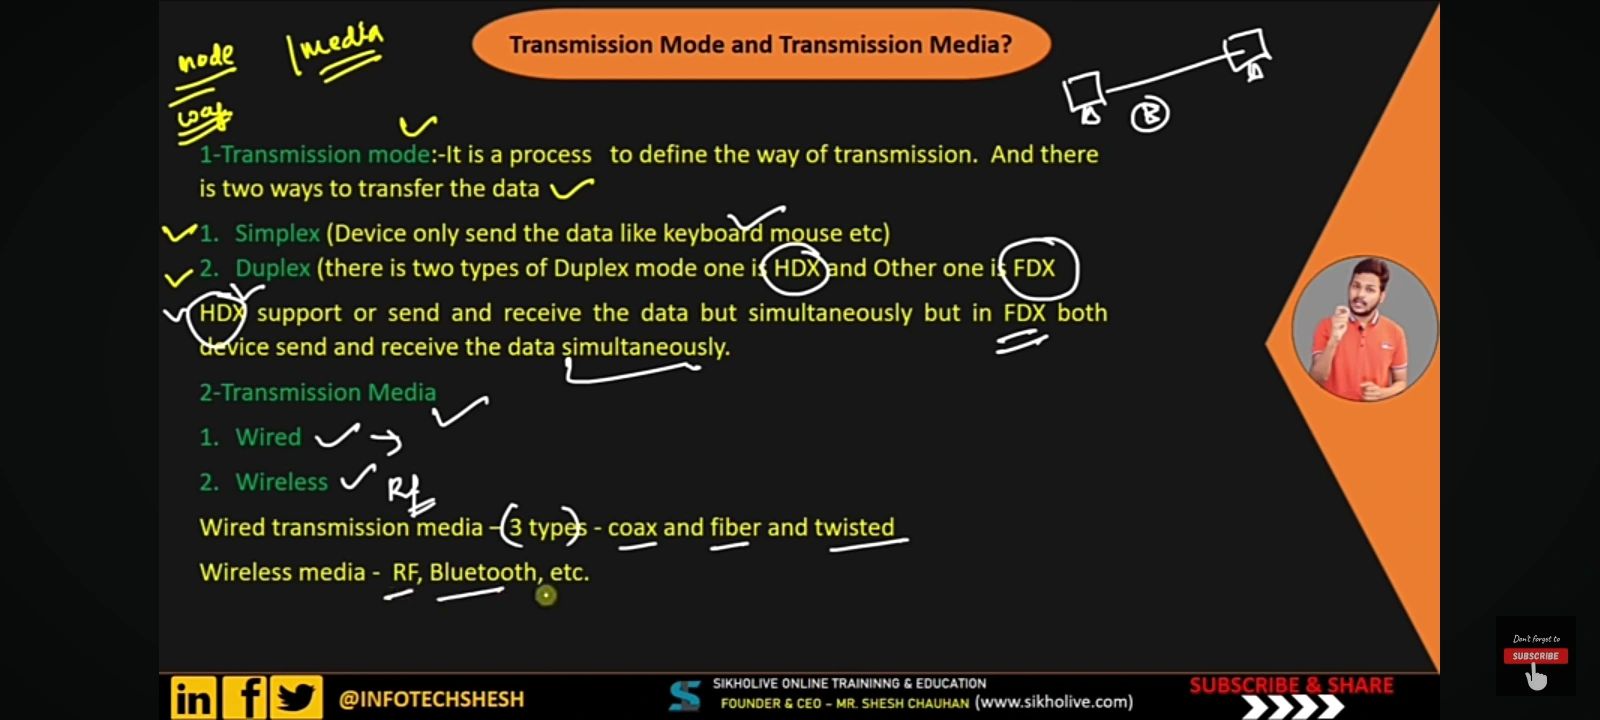 Transmission Mode and Transmission Media?
mode | media
way
1-Transmission mode:-It is a process to define the way of transmission. And there
is two ways to transfer the data
1. Simplex (Device only send the data like keyboard mouse etc)
2. Duplex (there is two types of Duplex mode one is HDX and Other one is FDX
HDX support or send and receive the data but simultaneously but in FDX both
device send and receive the data simultaneously.
2-Transmission Media
1. Wired
2. Wireless
Rf
Wired transmission media – (3 types - coax and fiber and twisted
Wireless media - RF, Bluetooth, etc.
B
Don't forget to
SUBSCRIBE
in f @INFOTECHSHESH
SIKHOLIVE ONLINE TRAININNG & EDUCATION
FOUNDER & CEO – MR. SHESH CHAUHAN (www.sikholive.com)
SUBSCRIBE & SHARE